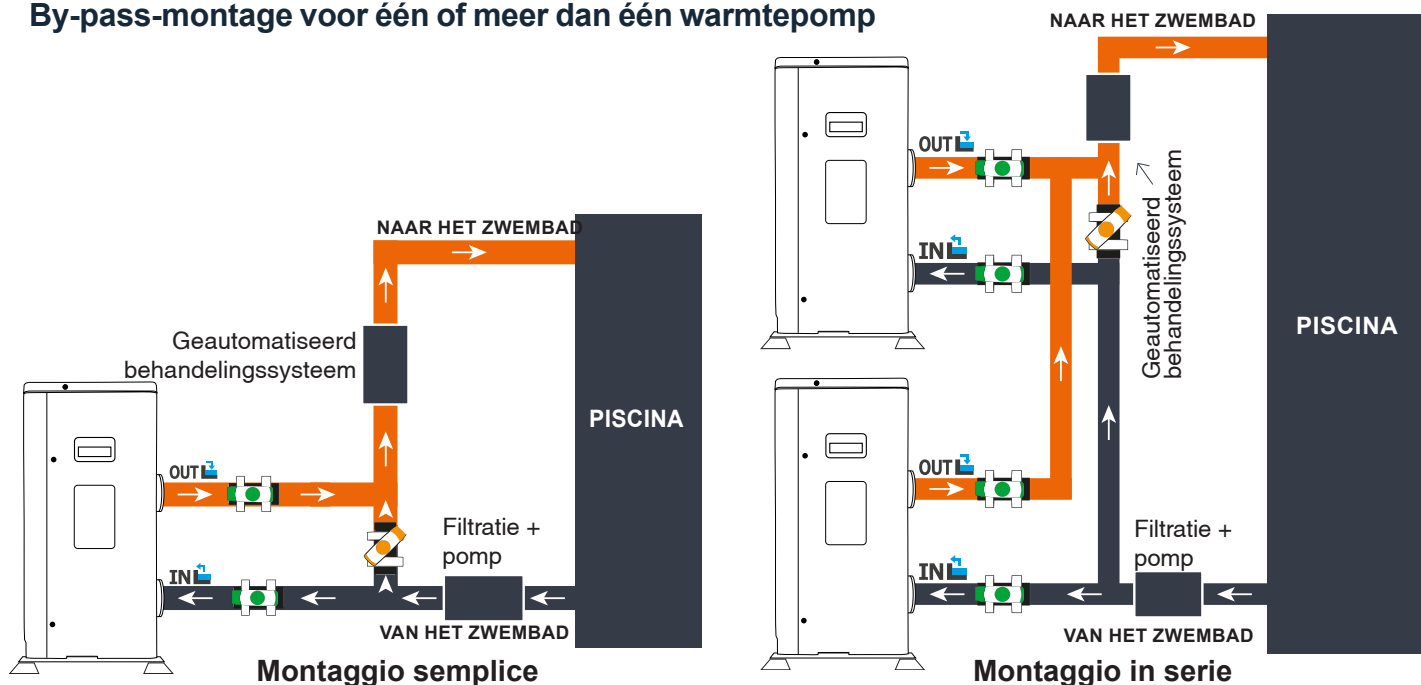 By-pass-montage voor één of meer dan één warmtepomp
NAAR HET ZWEMBAD
Geautomatiseerd
behandelingssysteem
OUT
IN
Filtratie +
pomp
VAN HET ZWEMBAD
PISCINA
Montaggio semplice
NAAR HET ZWEMBAD
OUT
IN
Geautomatiseerd
behandelingssysteem
OUT
IN
Filtratie +
pomp
VAN HET ZWEMBAD
PISCINA
Montaggio in serie